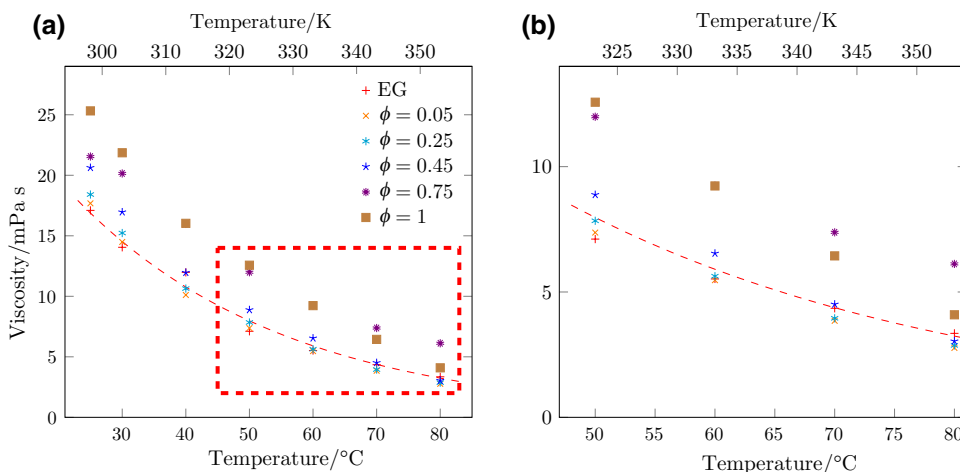 (a)
Temperature/K
300 310 320 330 340 350
Viscosity/mPa s
25
20
15
10
5
0
EG
ϕ = 0.05
ϕ = 0.25
ϕ = 0.45
ϕ = 0.75
ϕ = 1
30 40 50 60 70 80
Temperature/°C
(b)
Temperature/K
325 330 335 340 345 350
10
5
0
50 55 60 65 70 75 80
Temperature/°C